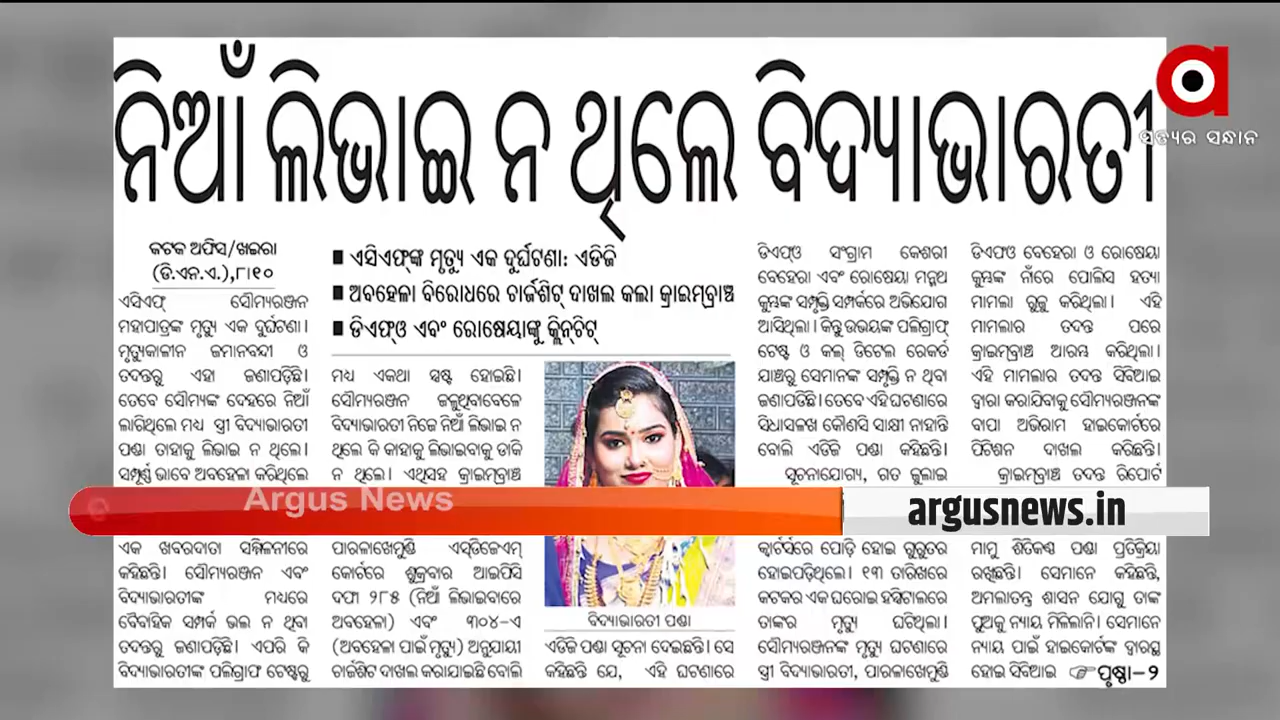 ନିଆଁ ଲିଭାଇ ନ ଥିଲେ ବିଦ୍ୟାଭାରତୀ
ସତ୍ୟର ସନ୍ଧାନ
କଟକ ଅଫିସ/ଖଇରା
(ଡି.ଏନ.ଏ.),୮।୧୦
ଏସିଏଫ୍ ସୌମ୍ୟରଞ୍ଜନ
ମହାପାତ୍ରଙ୍କ ମୃତ୍ୟୁ ଏକ ଦୁର୍ଘଟଣା।
ମୃତ୍ୟୁକାଳୀନ ଜମାନବନ୍ଦୀ ଓ
ତଦନ୍ତରୁ ଏହା ଜଣାପଡ଼ିଛି।
ତେବେ ସୌମ୍ୟଙ୍କ ଦେହରେ ନିଆଁ
ଲାଗିଥିଲେ ମଧ୍ୟ ସ୍ତ୍ରୀ ବିଦ୍ୟାଭାରତୀ
ପଣ୍ଡା ତାହାକୁ ଲିଭାଇ ନ ଥିଲେ।
ସମ୍ପୂର୍ଣ୍ଣ ଭାବେ ଅବହେଳା କରିଥିଲେ
ଏକ ଖବରଦାତା ସମ୍ମିଳନୀରେ
କହିଛନ୍ତି। ସୌମ୍ୟରଞ୍ଜନ ଏବଂ
ବିଦ୍ୟାଭାରତୀଙ୍କ ମଧ୍ୟରେ
ବୈବାହିକ ସମ୍ପର୍କ ଭଲ ନ ଥିବା
ତଦନ୍ତରୁ ଜଣାପଡ଼ିଛି। ଏପରି କି
ବିଦ୍ୟାଭାରତୀଙ୍କ ପଲିଗ୍ରାଫ ଟେଷ୍ଟରୁ
■ ଏସିଏଫ୍‌ଙ୍କ ମୃତ୍ୟୁ ଏକ ଦୁର୍ଘଟଣା: ଏଡିଜି
■ ଅବହେଳା ବିରୋଧରେ ଚାର୍ଜଶିଟ୍ ଦାଖଲ କଲା କ୍ରାଇମ୍‌ବ୍ରାଞ୍ଚ
■ ଡିଏଫ୍ଓ ଏବଂ ରୋଷେୟାଙ୍କୁ କ୍ଲିନ୍‌ଚିଟ୍
ମଧ୍ୟ ଏକଥା ସ୍ପଷ୍ଟ ହୋଇଛି।
ସୌମ୍ୟରଞ୍ଜନ ଜଳୁଥିବାବେଳେ
ବିଦ୍ୟାଭାରତୀ ନିଜେ ନିଆଁ ଲିଭାଇ ନ
ଥିଲେ କି କାହାକୁ ଲିଭାଇବାକୁ ଡାକି
ନ ଥିଲେ। ଏଥିସହ କ୍ରାଇମବ୍ରାଞ୍ଚ
ପାରଳାଖେମୁଣ୍ଡି ଏସ୍‌ଡିଜେଏମ୍
କୋର୍ଟରେ ଶୁକ୍ରବାର ଆଇପିସି
ଦଫା ୨୮୫ (ନିଆଁ ଲିଭାଇବାରେ
ଅବହେଳା) ଏବଂ ୩୦୪-ଏ
(ଅବହେଳା ପାଇଁ ମୃତ୍ୟୁ) ଅନୁଯାୟୀ
ଚାର୍ଜଶିଟ ଦାଖଲ କରାଯାଇଛି ବୋଲି
ବିଦ୍ୟାଭାରତୀ ପଣ୍ଡା
ଏଡିଜି ପଣ୍ଡା ସୂଚନା ଦେଇଛନ୍ତି। ସେ
କହିଛନ୍ତି ଯେ, ଏହି ଘଟଣାରେ
ଡିଏଫ୍ଓ ସଂଗ୍ରାମ କେଶରୀ
ବେହେରା ଏବଂ ରୋଷେୟା ମନ୍ମଥ
କୁମ୍ଭଙ୍କ ସମ୍ପୃକ୍ତି ସମ୍ପର୍କରେ ଅଭିଯୋଗ
ଆସିଥିଲା। କିନ୍ତୁ ଉଭୟଙ୍କ ପଲିଗ୍ରାଫ୍
ଟେଷ୍ଟ ଓ କଲ୍ ଡିଟେଲ ରେକର୍ଡ
ଯାଞ୍ଚରୁ ସେମାନଙ୍କ ସମ୍ପୃକ୍ତି ନ ଥିବା
ଜଣାପଡିଛି। ତେବେ ଏହି ଘଟଣାରେ
ସିଧାସଳଖ କୌଣସି ସାକ୍ଷୀ ନାହାନ୍ତି
ବୋଲି ଏଡିଜି ପଣ୍ଡା କହିଛନ୍ତି।
ସୂଚନାଯୋଗ୍ୟ, ଗତ ଜୁଲାଇ
କ୍ୱାର୍ଟର୍ସରେ ପୋଡ଼ି ହୋଇ ଗୁରୁତର
ହୋଇପଡ଼ିଥିଲେ। ୧୩ ତାରିଖରେ
କଟକର ଏକ ଘରୋଇ ହସ୍ପିଟାଲରେ
ତାଙ୍କର ମୃତ୍ୟୁ ଘଟିଥିଲା।
ସୌମ୍ୟରଞ୍ଜନଙ୍କ ମୃତ୍ୟୁ ଘଟଣାରେ
ସ୍ତ୍ରୀ ବିଦ୍ୟାଭାରତୀ, ପାରଳାଖେମୁଣ୍ଡି
ଡିଏଫଓ ବେହେରା ଓ ରୋଷେୟା
କୁମ୍ଭଙ୍କ ନାଁରେ ପୋଲିସ ହତ୍ୟା
ମାମଲା ରୁଜୁ କରିଥିଲା। ଏହି
ମାମଲାର ତଦନ୍ତ ପରେ
କ୍ରାଇମବ୍ରାଞ୍ଚ ଆରମ୍ଭ କରିଥିଲା।
ଏହି ମାମଲାର ତଦନ୍ତ ସିବିଆଇ
ଦ୍ୱାରା କରାଯିବାକୁ ସୌମ୍ୟରଞ୍ଜନଙ୍କ
ବାପା ଅଭିରାମ ହାଇକୋର୍ଟରେ
ପିଟିଶନ ଦାଖଲ କରିଛନ୍ତି।
କ୍ରାଇମବ୍ରାଞ୍ଚ ତଦନ୍ତ ରିପୋର୍ଟ
ମାମୁ ଶିତିକଣ୍ଠ ପଣ୍ଡା ପ୍ରତିକ୍ରିୟା
ରଖିଛନ୍ତି। ସେମାନେ କହିଛନ୍ତି,
ଅମଲାତନ୍ତ୍ର ଶାସନ ଯୋଗୁ ତାଙ୍କ
ପୁଅକୁ ନ୍ୟାୟ ମିଳିଲାନି। ସେମାନେ
ନ୍ୟାୟ ପାଇଁ ହାଇକୋର୍ଟଙ୍କ ଦ୍ୱାରସ୍ଥ
ହୋଇ ସିବିଆଇ ☞ପୃଷ୍ଠା-୨
Argus News
argusnews.in